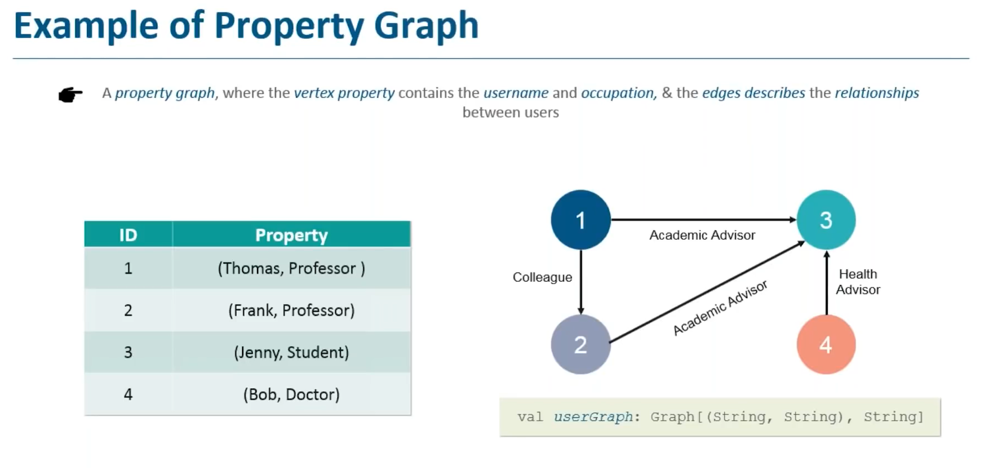 Example of Property Graph
A property graph, where the vertex property contains the username and occupation, & the edges describes the relationships
between users
ID Property
1 (Thomas, Professor )
2 (Frank, Professor)
3 (Jenny, Student)
4 (Bob, Doctor)
1
3
Academic Advisor
Colleague
Health
Advisor
Academic Advisor
2
4
val userGraph: Graph[(String, String), String]